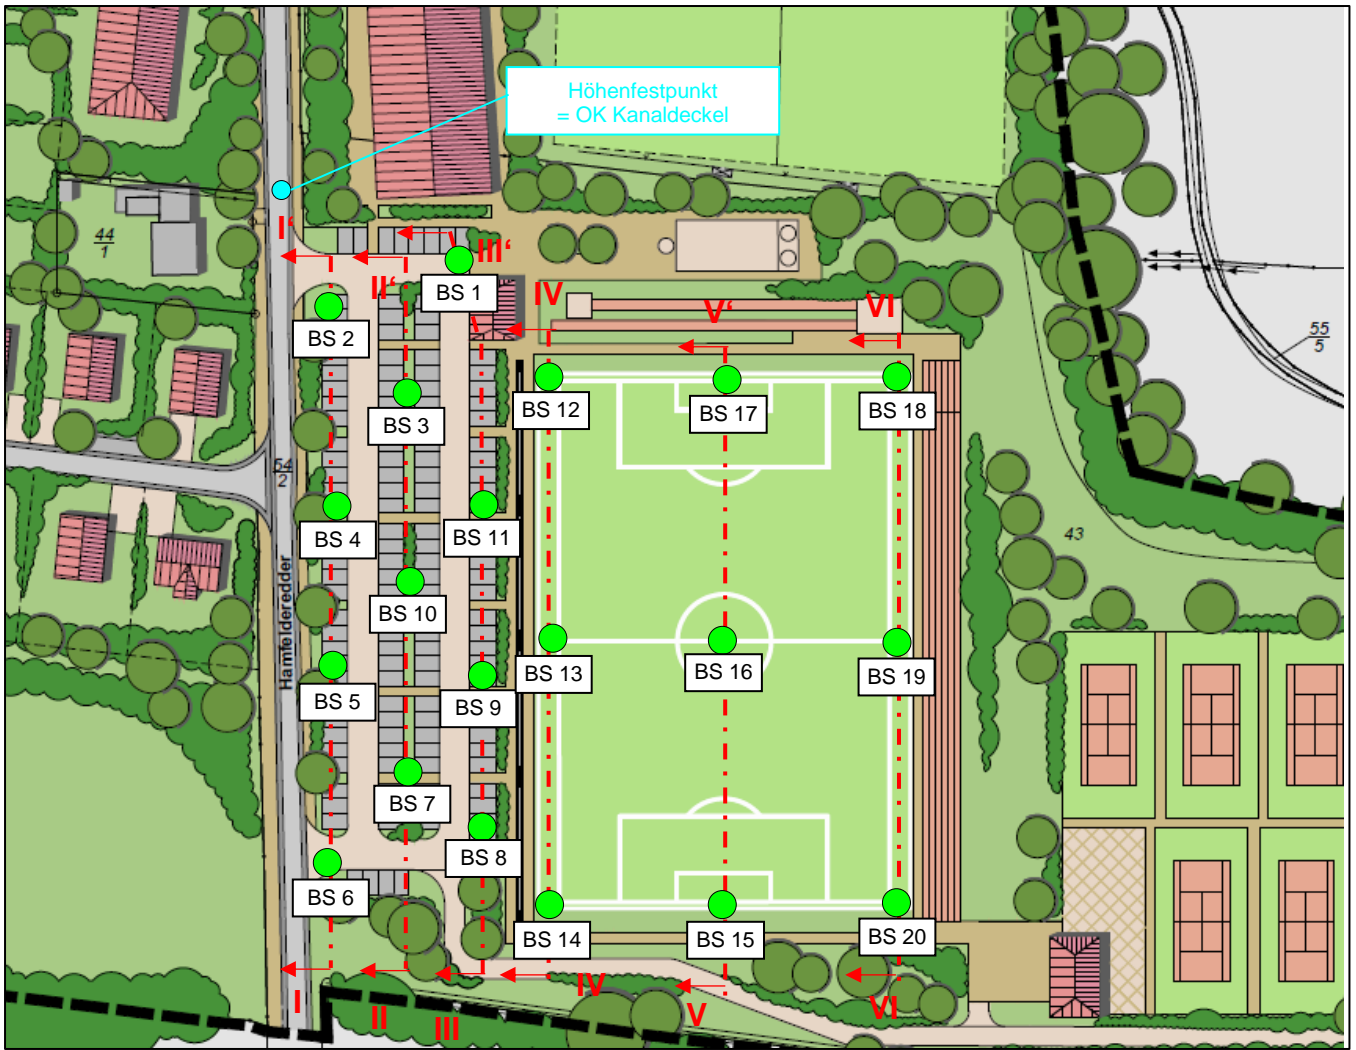 Höhenfestpunkt
= OK Kanaldeckel
I'
II'
III'
IV
V'
VI
44
1
55
5
54
2
43
Hamfelderedder
BS 1
BS 2
BS 3
BS 12
BS 17
BS 18
BS 4
BS 11
BS 10
BS 13
BS 16
BS 19
BS 5
BS 9
BS 7
BS 8
BS 6
BS 14
BS 15
BS 20
I
II
III
IV
V
VI